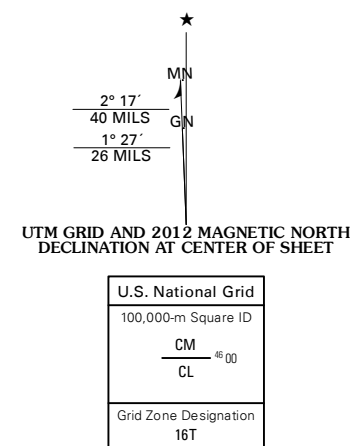 ★
MN
2° 17´
40 MILS
GN
1° 27´
26 MILS
UTM GRID AND 2012 MAGNETIC NORTH
DECLINATION AT CENTER OF SHEET
U.S. National Grid
100,000-m Square ID
CM
46 00
CL
Grid Zone Designation
16T